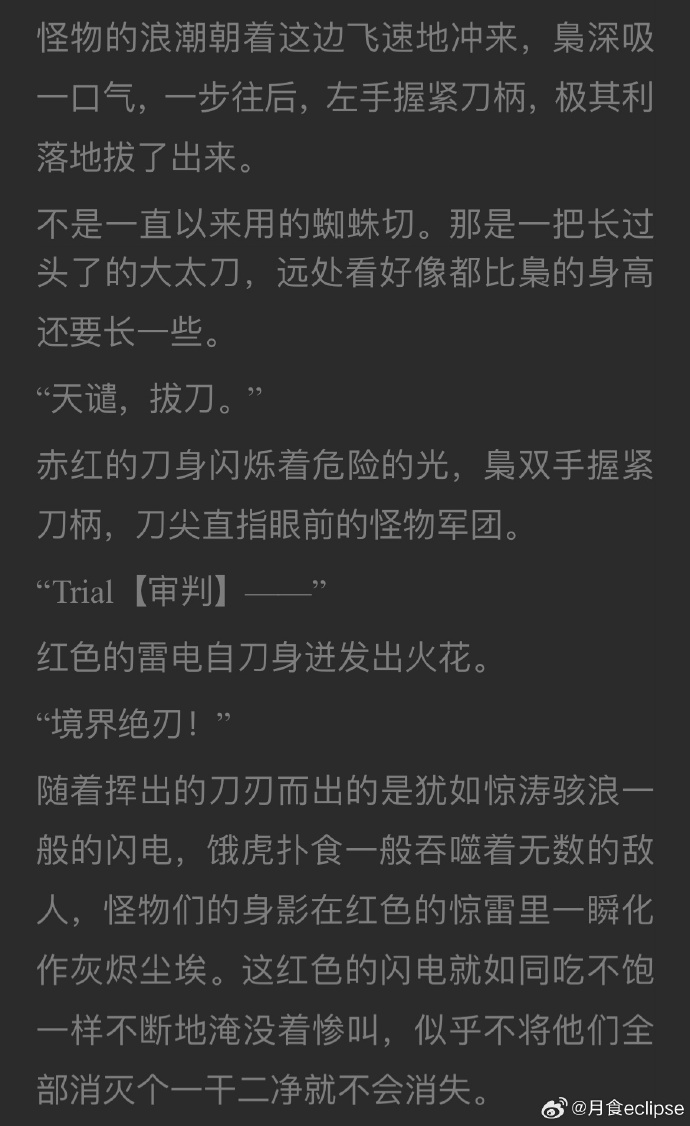 怪物的浪潮朝着这边飞速地冲来，梟深吸
一口气，一步往后，左手握紧刀柄，极其利
落地拔了出来。
不是一直以来用的蜘蛛切。那是一把长过
头了的大太刀，远处看好像都比梟的身高
还要长一些。
“天谴，拔刀。”
赤红的刀身闪烁着危险的光，梟双手握紧
刀柄，刀尖直指眼前的怪物军团。
“Trial【审判】——”
红色的雷电自刀身迸发出火花。
“境界绝刃！”
随着挥出的刀刃而出的是犹如惊涛骇浪一
般的闪电，饿虎扑食一般吞噬着无数的敌
人，怪物们的身影在红色的惊雷里一瞬化
作灰烬尘埃。这红色的闪电就如同吃不饱
一样不断地淹没着惨叫，似乎不将他们全
部消灭个一干二净就不会消失。
@月食eclipse